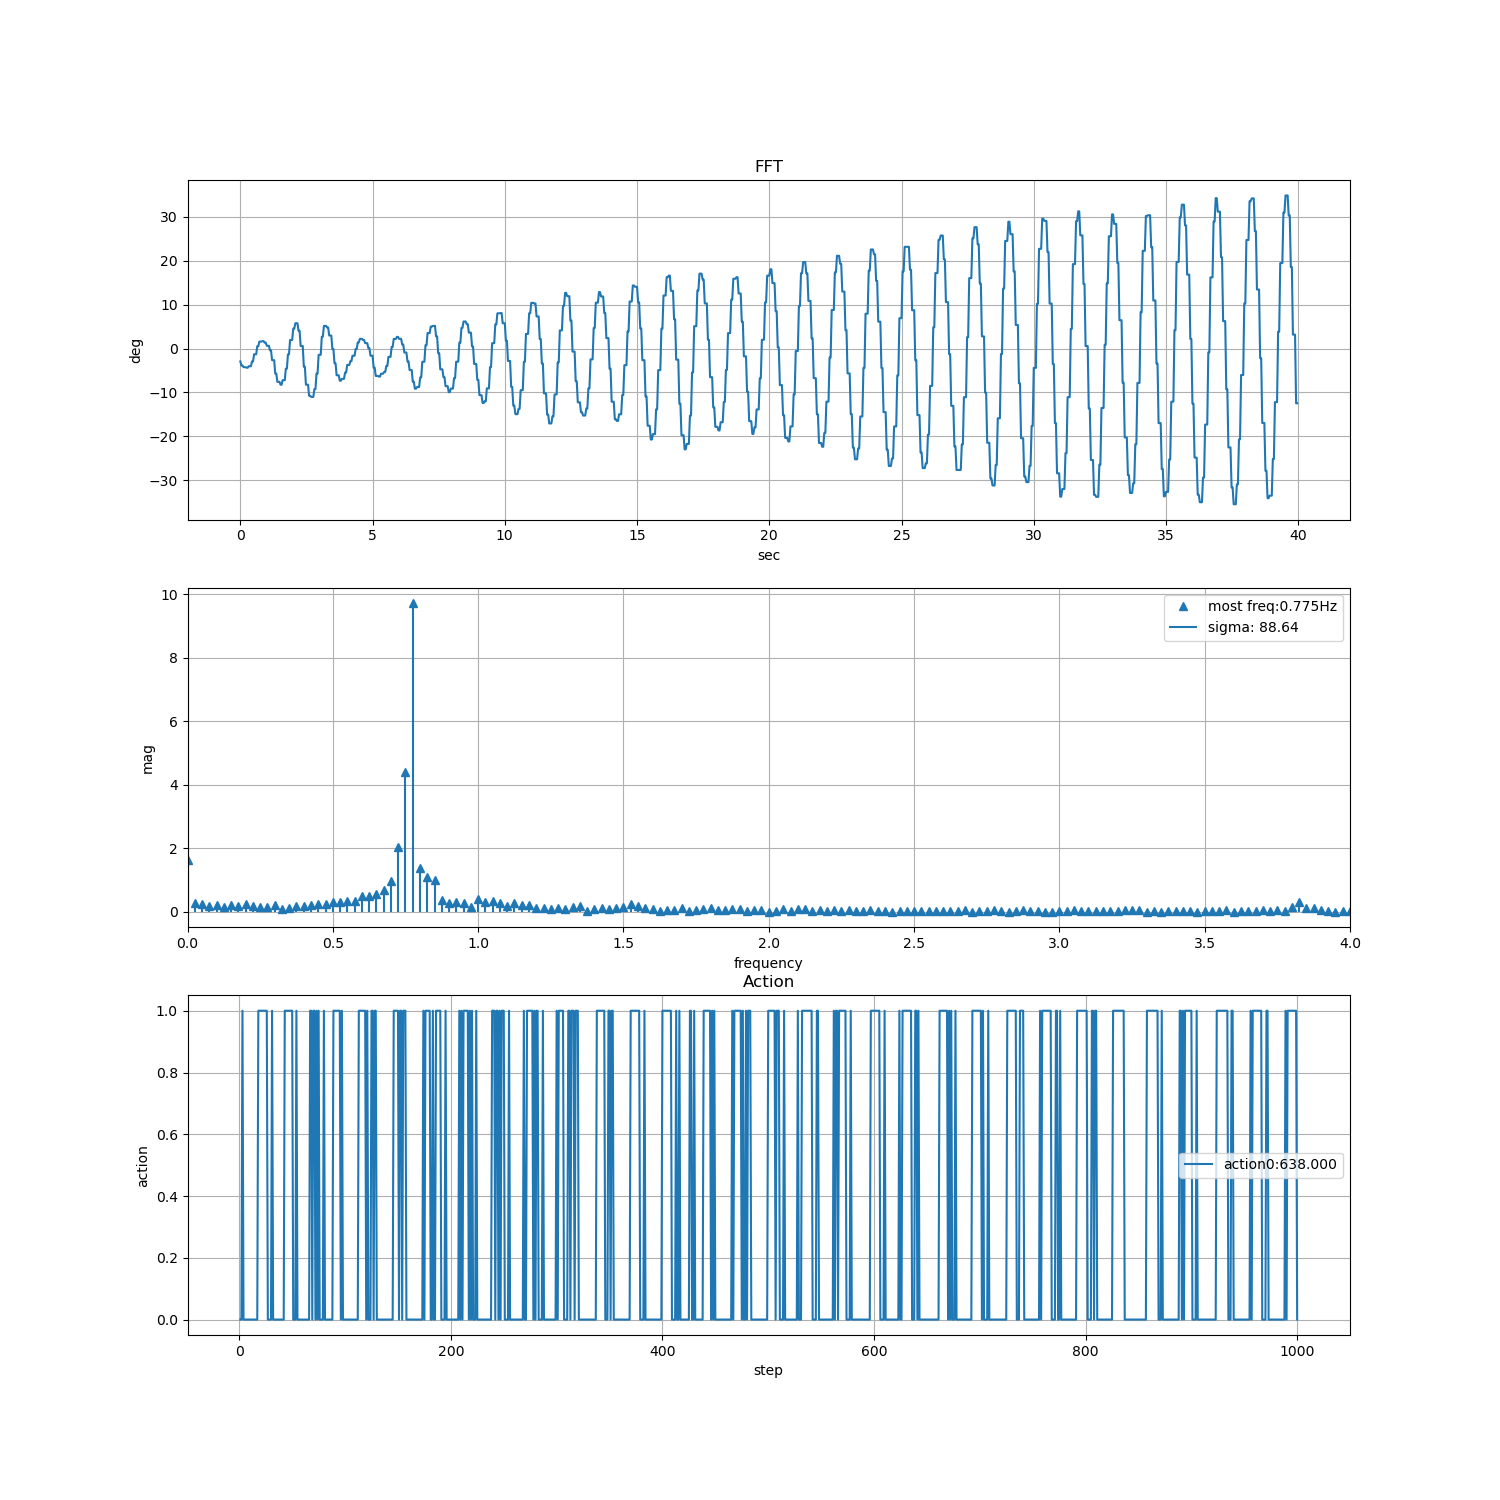 FFT
30
20
10
0
−10
−20
−30
deg
0 5 10 15 20 25 30 35 40
sec
10
8
6
4
2
0
mag
most freq:0.775Hz
sigma: 88.64
0.0 0.5 1.0 1.5 2.0 2.5 3.0 3.5 4.0
frequency
Action
1.0
0.8
0.6
0.4
0.2
0.0
action
action0:638.000
0 200 400 600 800 1000
step